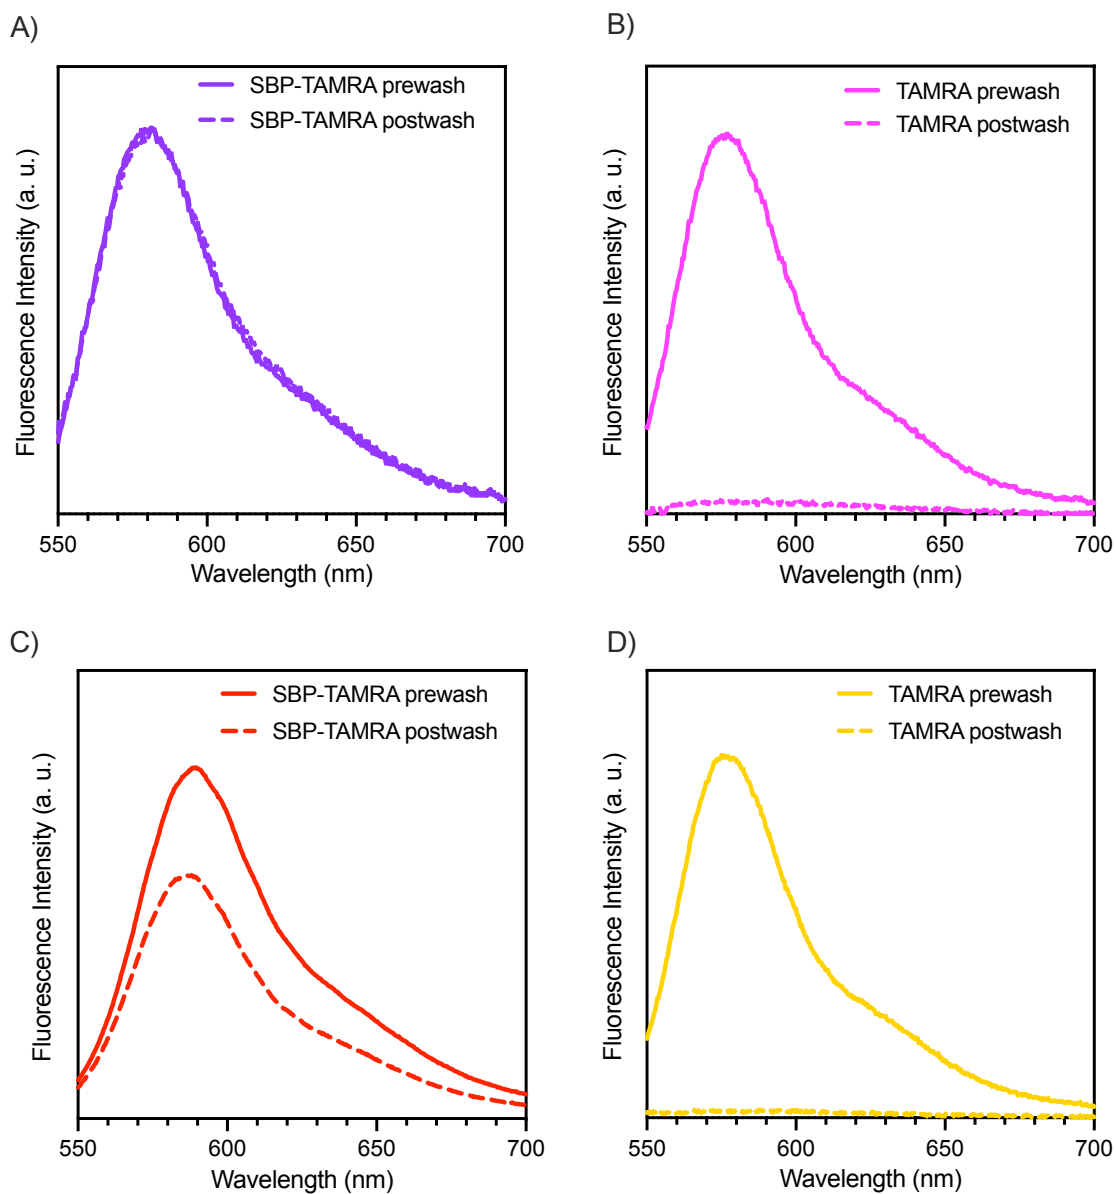 A)
SBP-TAMRA prewash
SBP-TAMRA postwash
Fluorescence Intensity (a. u.)
550 600 650 700
Wavelength (nm)
B)
TAMRA prewash
TAMRA postwash
Fluorescence Intensity (a. u.)
550 600 650 700
Wavelength (nm)
C)
SBP-TAMRA prewash
SBP-TAMRA postwash
Fluorescence Intensity (a. u.)
550 600 650 700
Wavelength (nm)
D)
TAMRA prewash
TAMRA postwash
Fluorescence Intensity (a. u.)
550 600 650 700
Wavelength (nm)